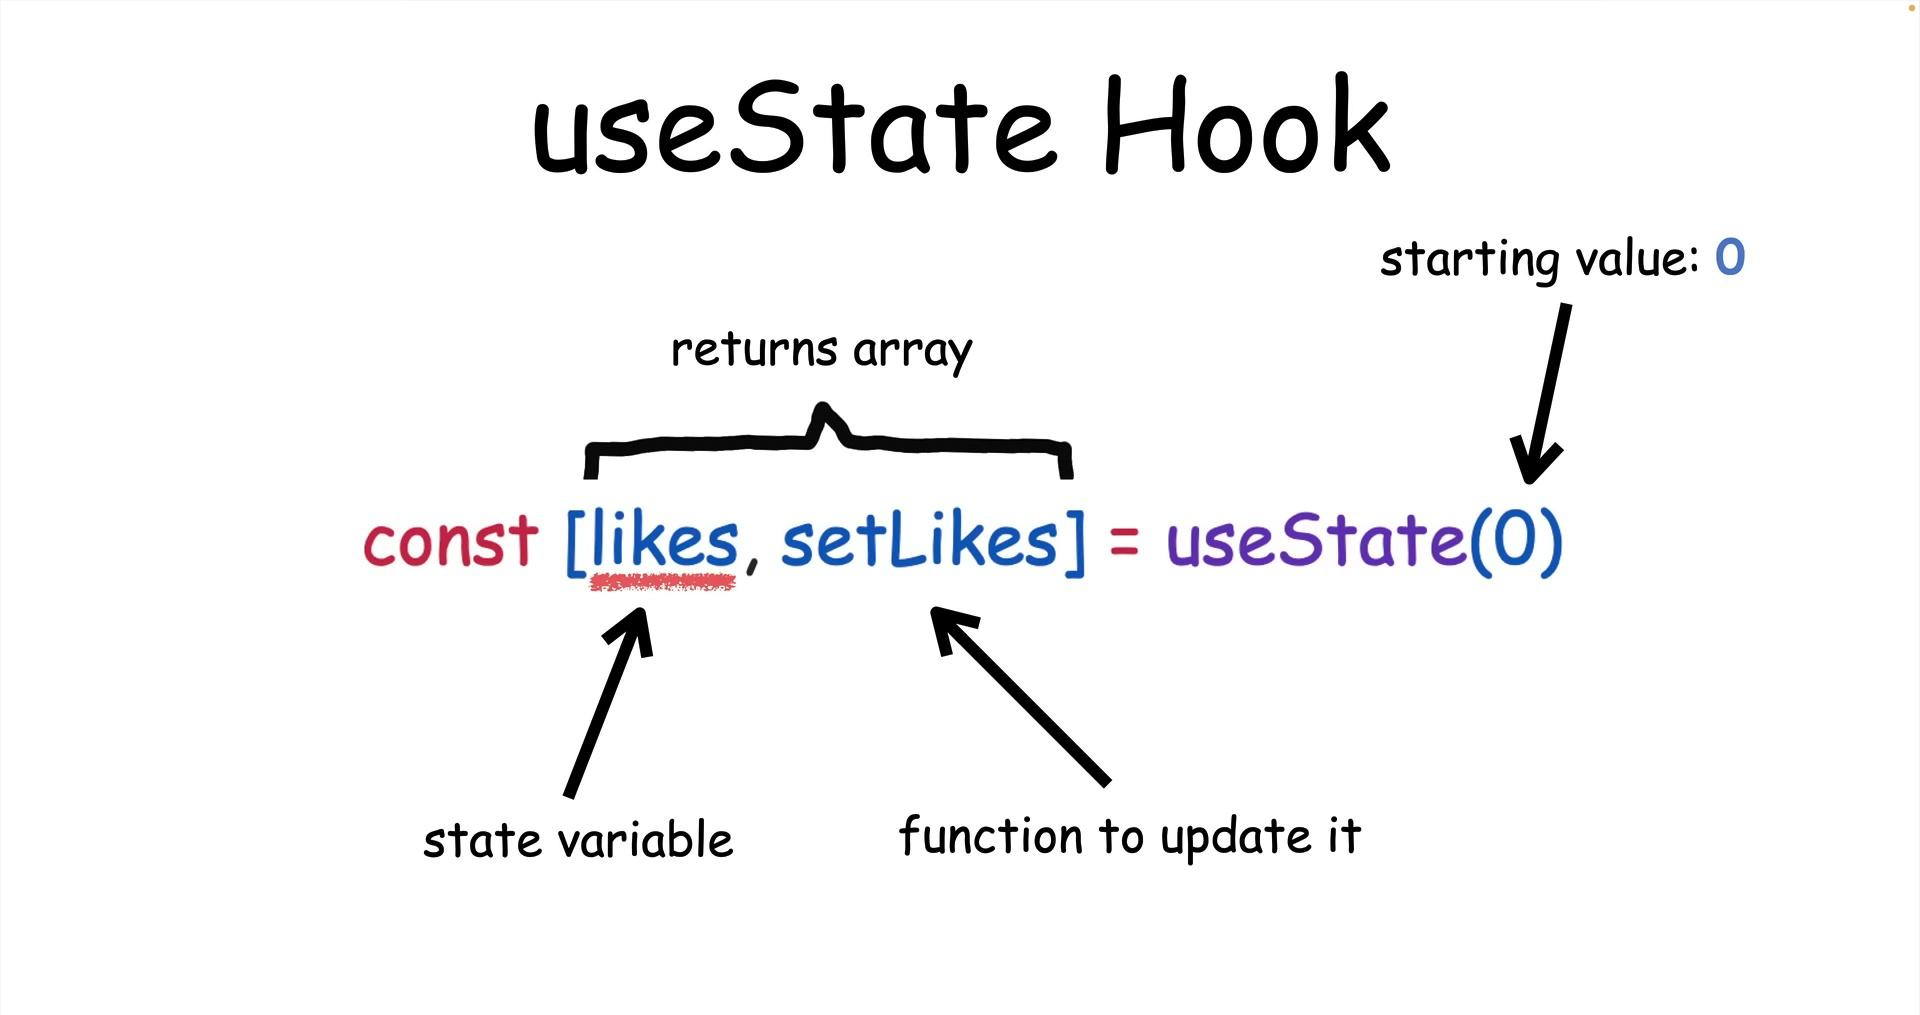 useState Hook
starting value: 0
returns array
const [likes, setLikes] = useState(0)
state variable
function to update it